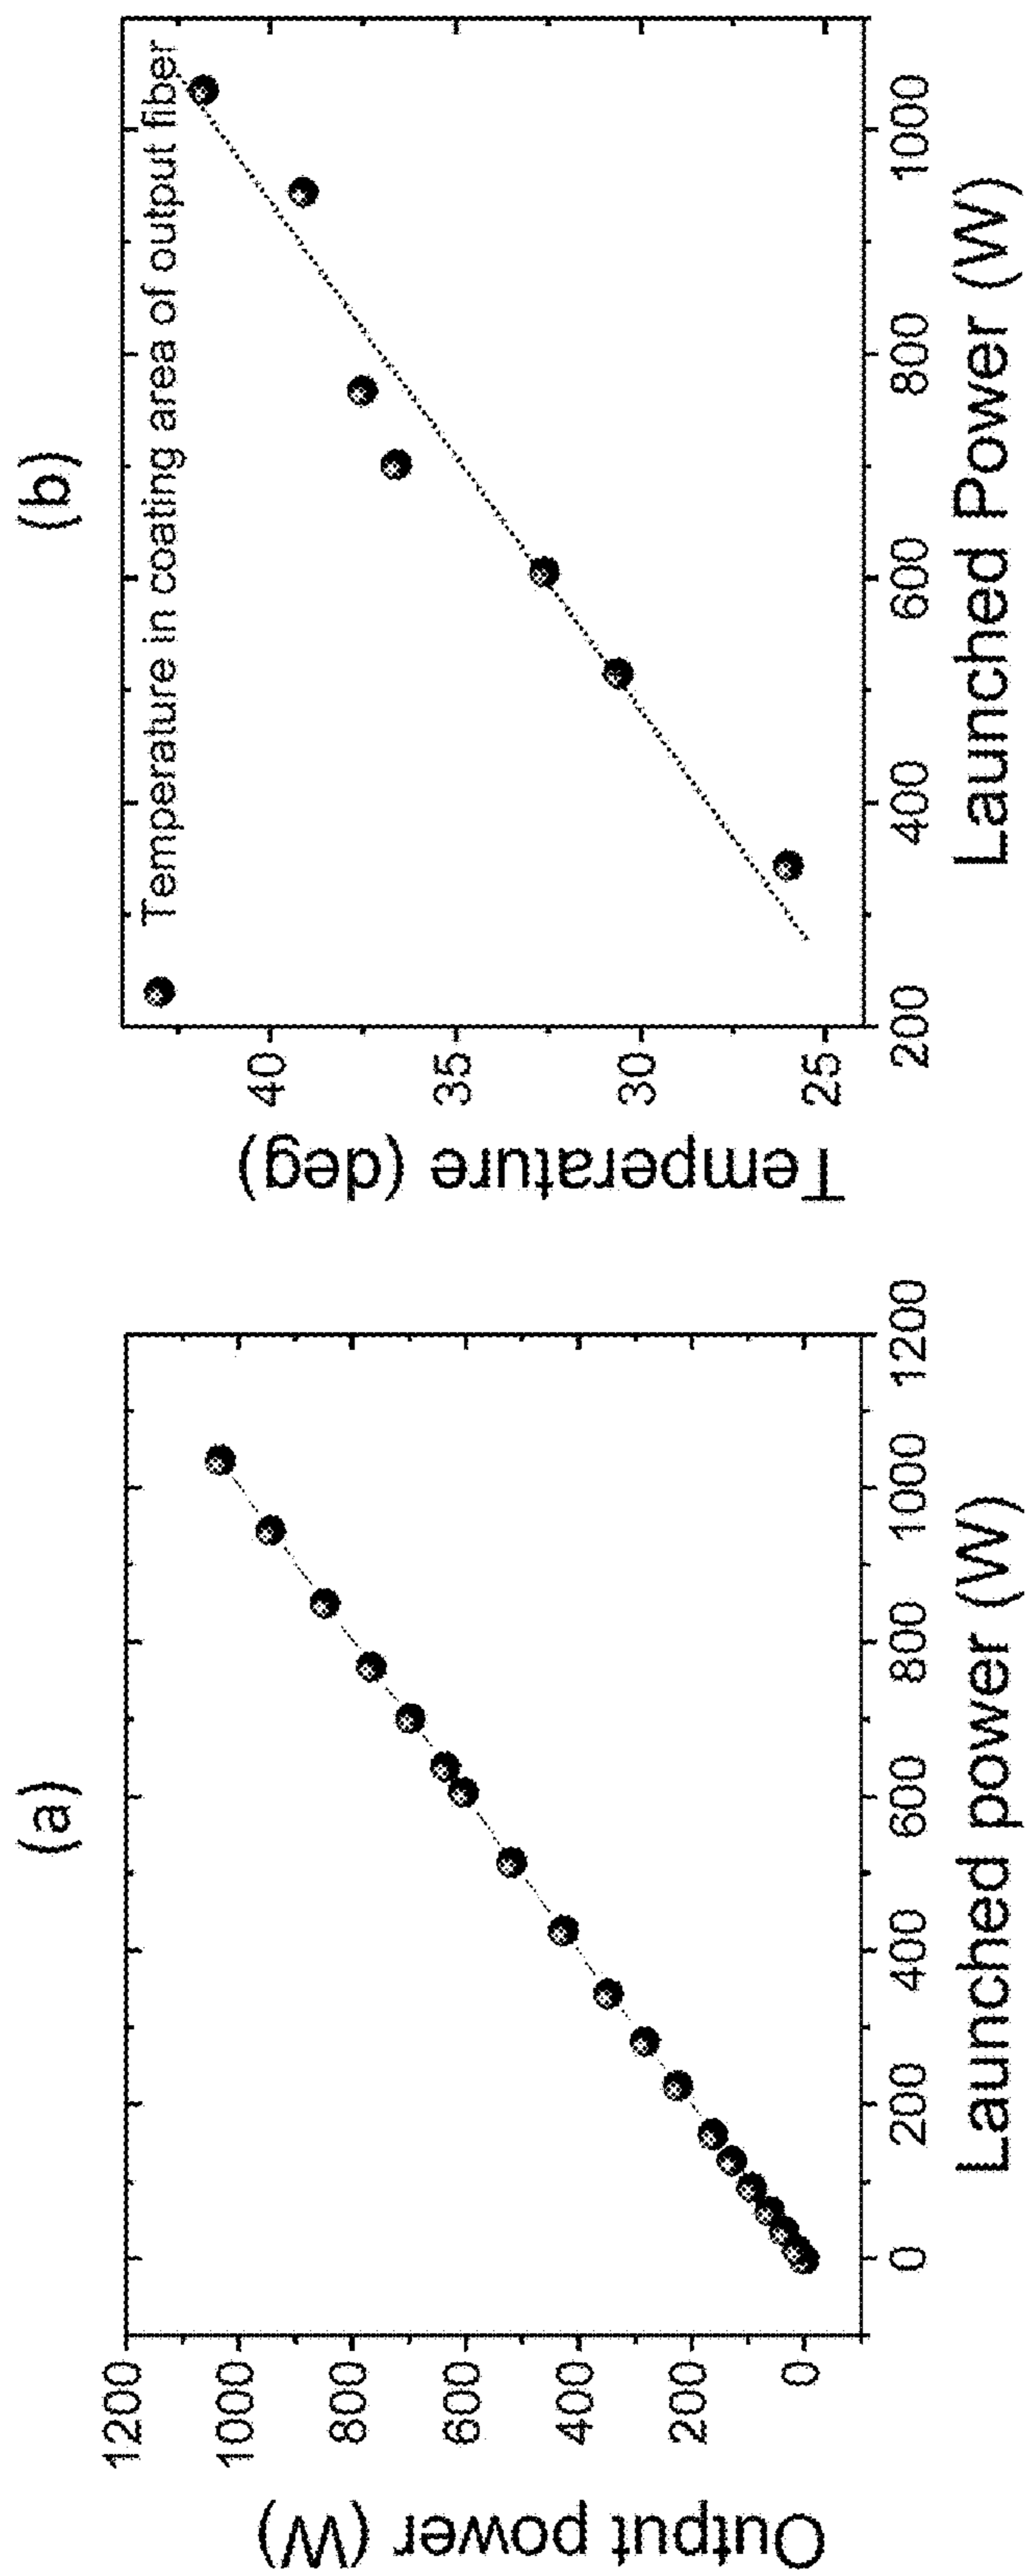 (a)
Output power (W)
1200
1000
800
600
400
200
0
0 200 400 600 800 1000 1200
Launched power (W)
(b)
Temperature (deg)
Temperature in coating area of output fiber
40
35
30
25
200 400 600 800 1000
Launched Power (W)